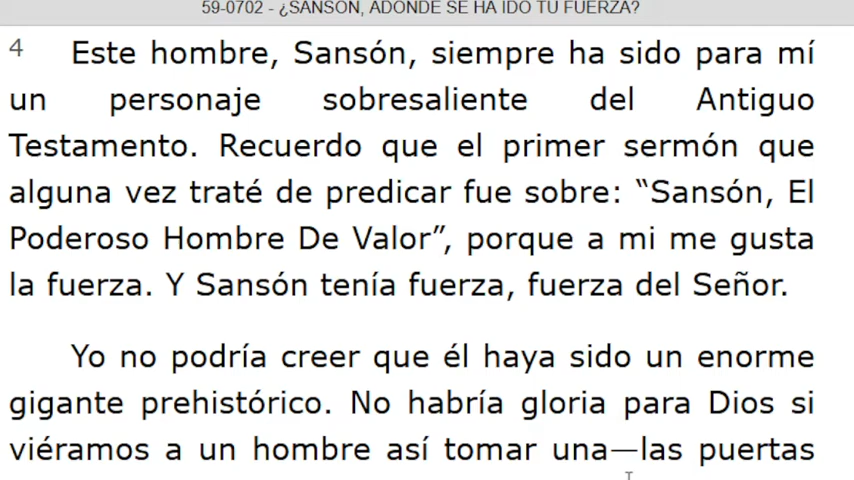 59-0702 - ¿SANSÓN, ADÓNDE SE HA IDO TU FUERZA?
4 Este hombre, Sansón, siempre ha sido para mí
un personaje sobresaliente del Antiguo
Testamento. Recuerdo que el primer sermón que
alguna vez traté de predicar fue sobre: “Sansón, El
Poderoso Hombre De Valor”, porque a mi me gusta
la fuerza. Y Sansón tenía fuerza, fuerza del Señor.
Yo no podría creer que él haya sido un enorme
gigante prehistórico. No habría gloria para Dios si
viéramos a un hombre así tomar una—las puertas